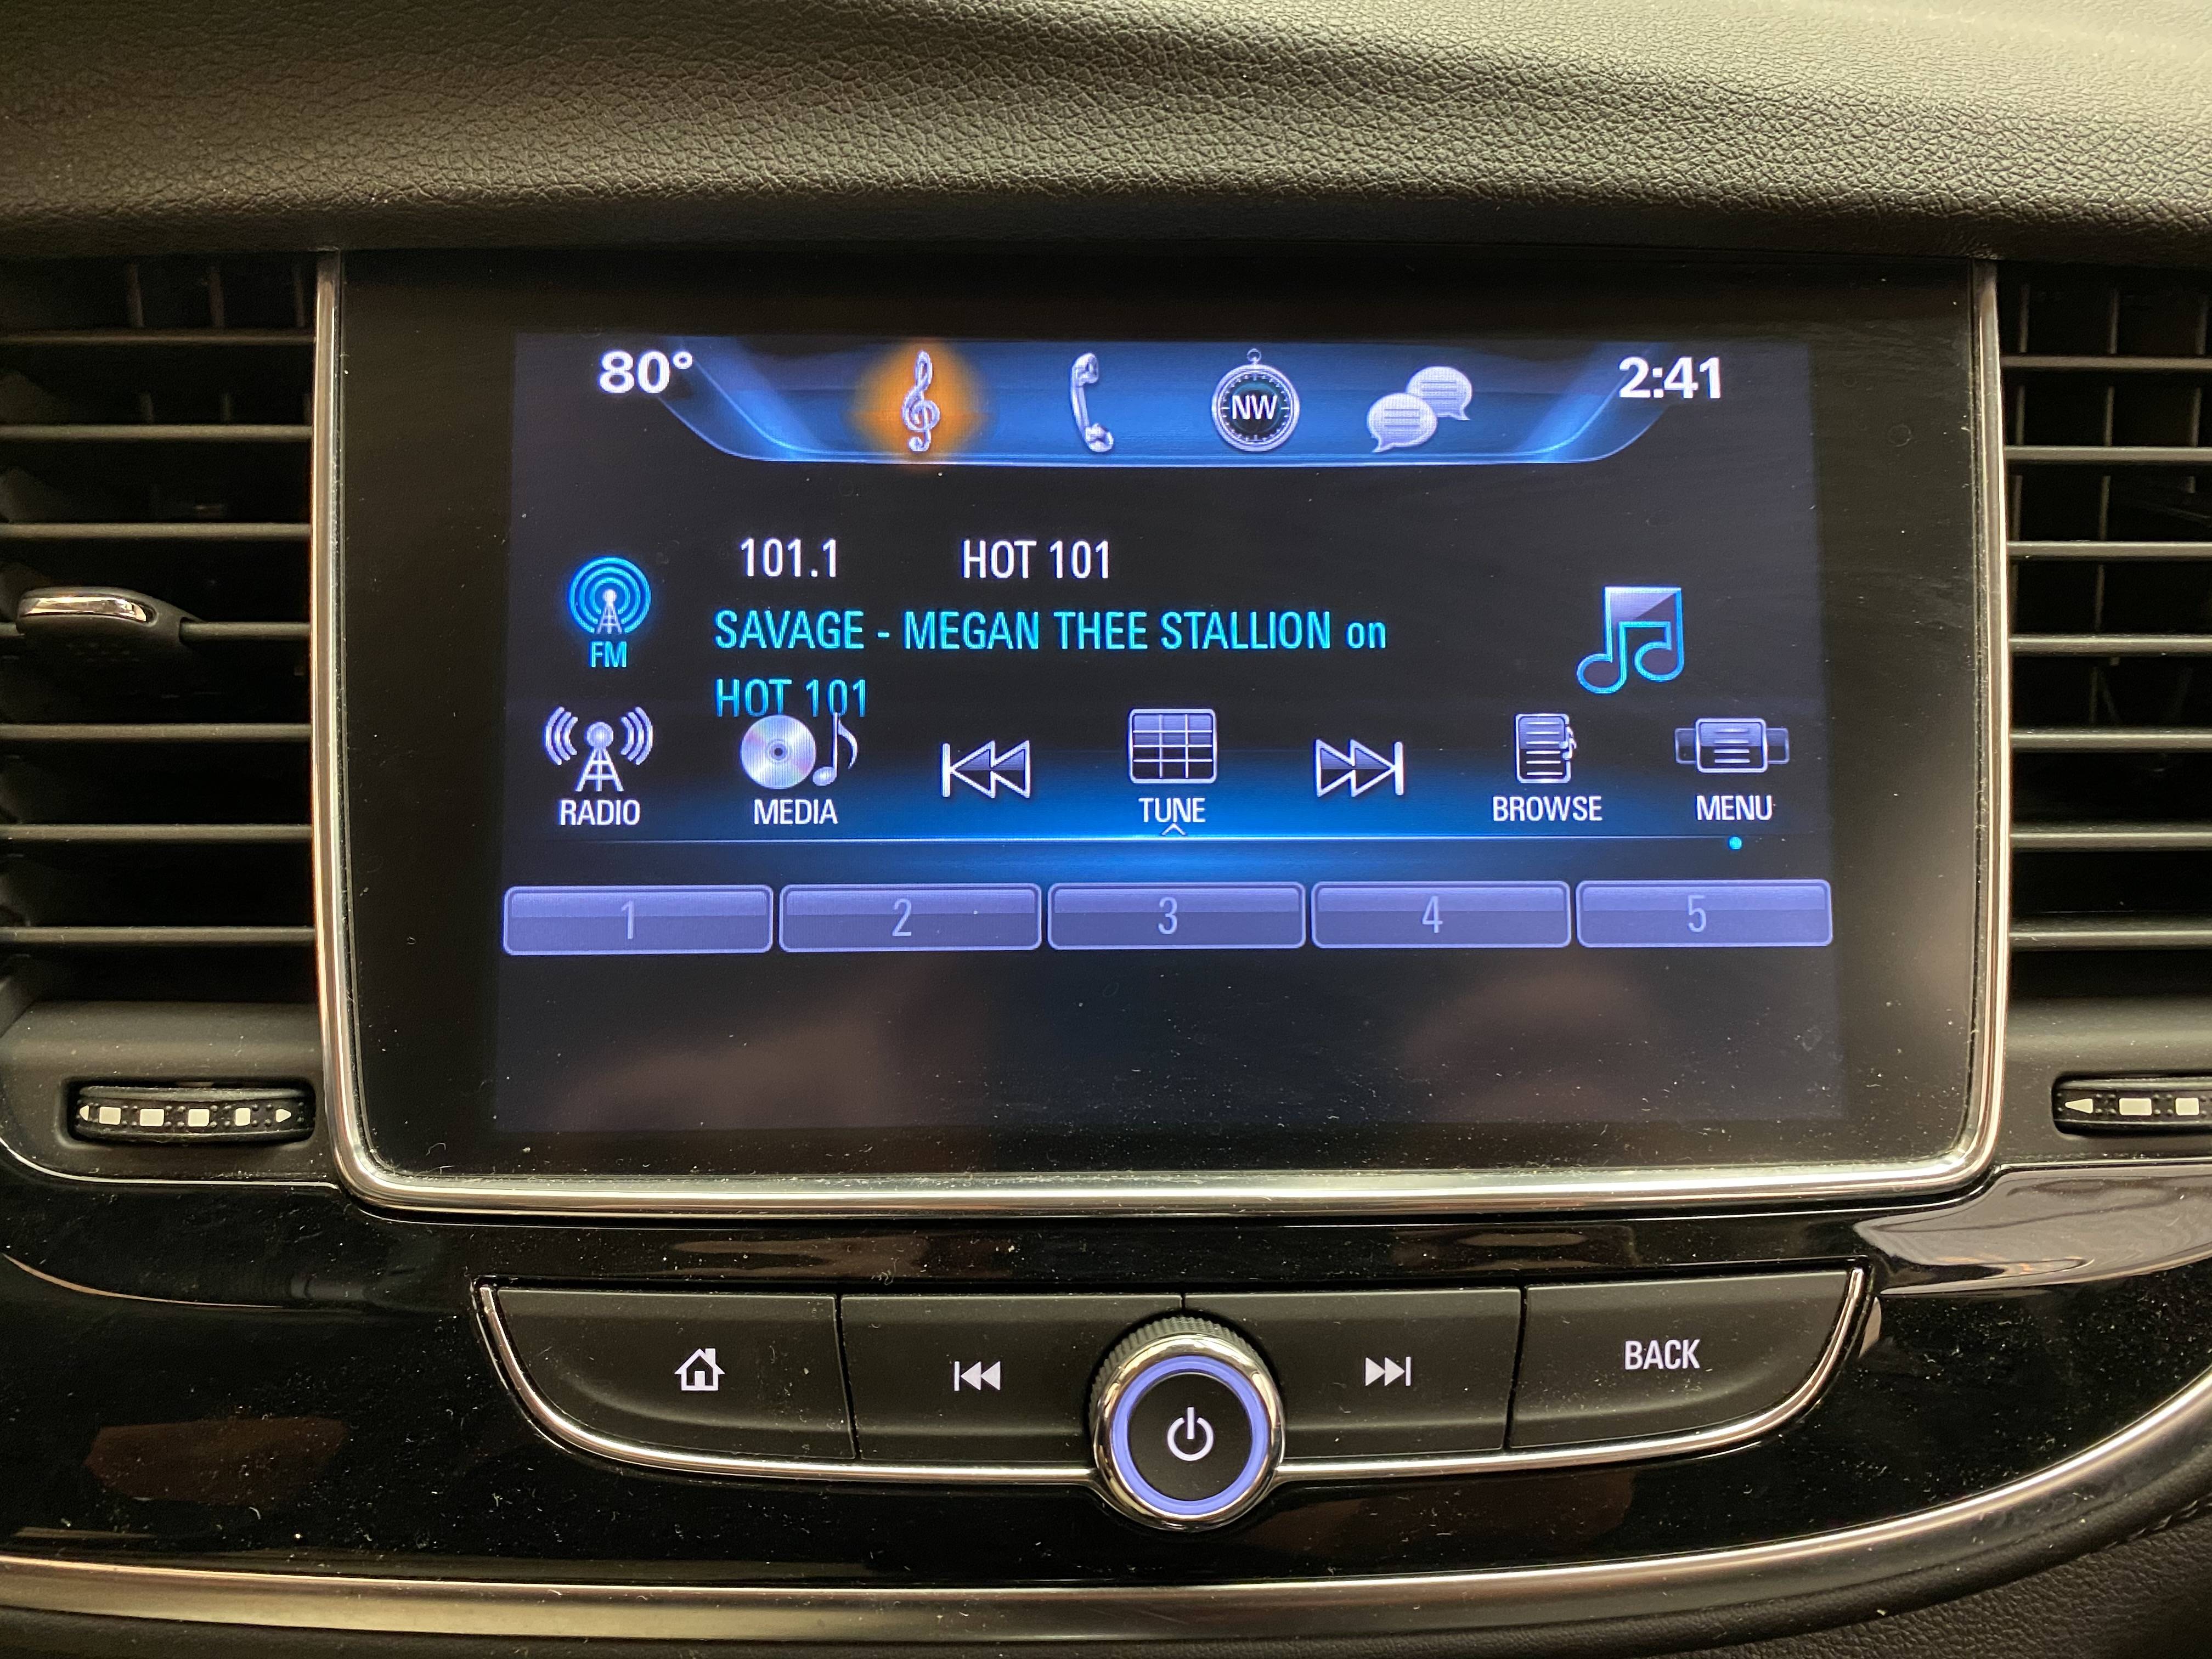 80° NW 2:41
101.1 HOT 101
SAVAGE - MEGAN THEE STALLION on
FM
HOT 101
RADIO MEDIA TUNE BROWSE MENU
1 2 3 4 5
BACK